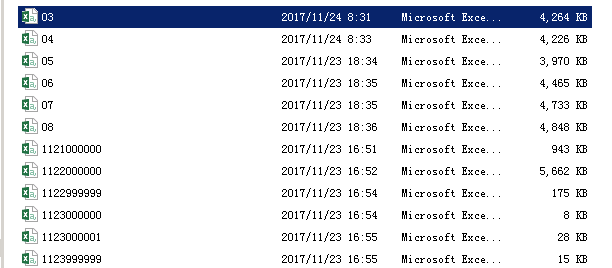 03 2017/11/24 8:31 Microsoft Exce... 4,264 KB
04 2017/11/24 8:33 Microsoft Exce... 4,226 KB
05 2017/11/23 18:34 Microsoft Exce... 3,970 KB
06 2017/11/23 18:35 Microsoft Exce... 4,465 KB
07 2017/11/23 18:35 Microsoft Exce... 4,733 KB
08 2017/11/23 18:36 Microsoft Exce... 4,848 KB
1121000000 2017/11/23 16:51 Microsoft Exce... 943 KB
1122000000 2017/11/23 16:52 Microsoft Exce... 5,662 KB
1122999999 2017/11/23 16:54 Microsoft Exce... 175 KB
1123000000 2017/11/23 16:54 Microsoft Exce... 8 KB
1123000001 2017/11/23 16:55 Microsoft Exce... 28 KB
1123999999 2017/11/23 16:55 Microsoft Exce... 15 KB